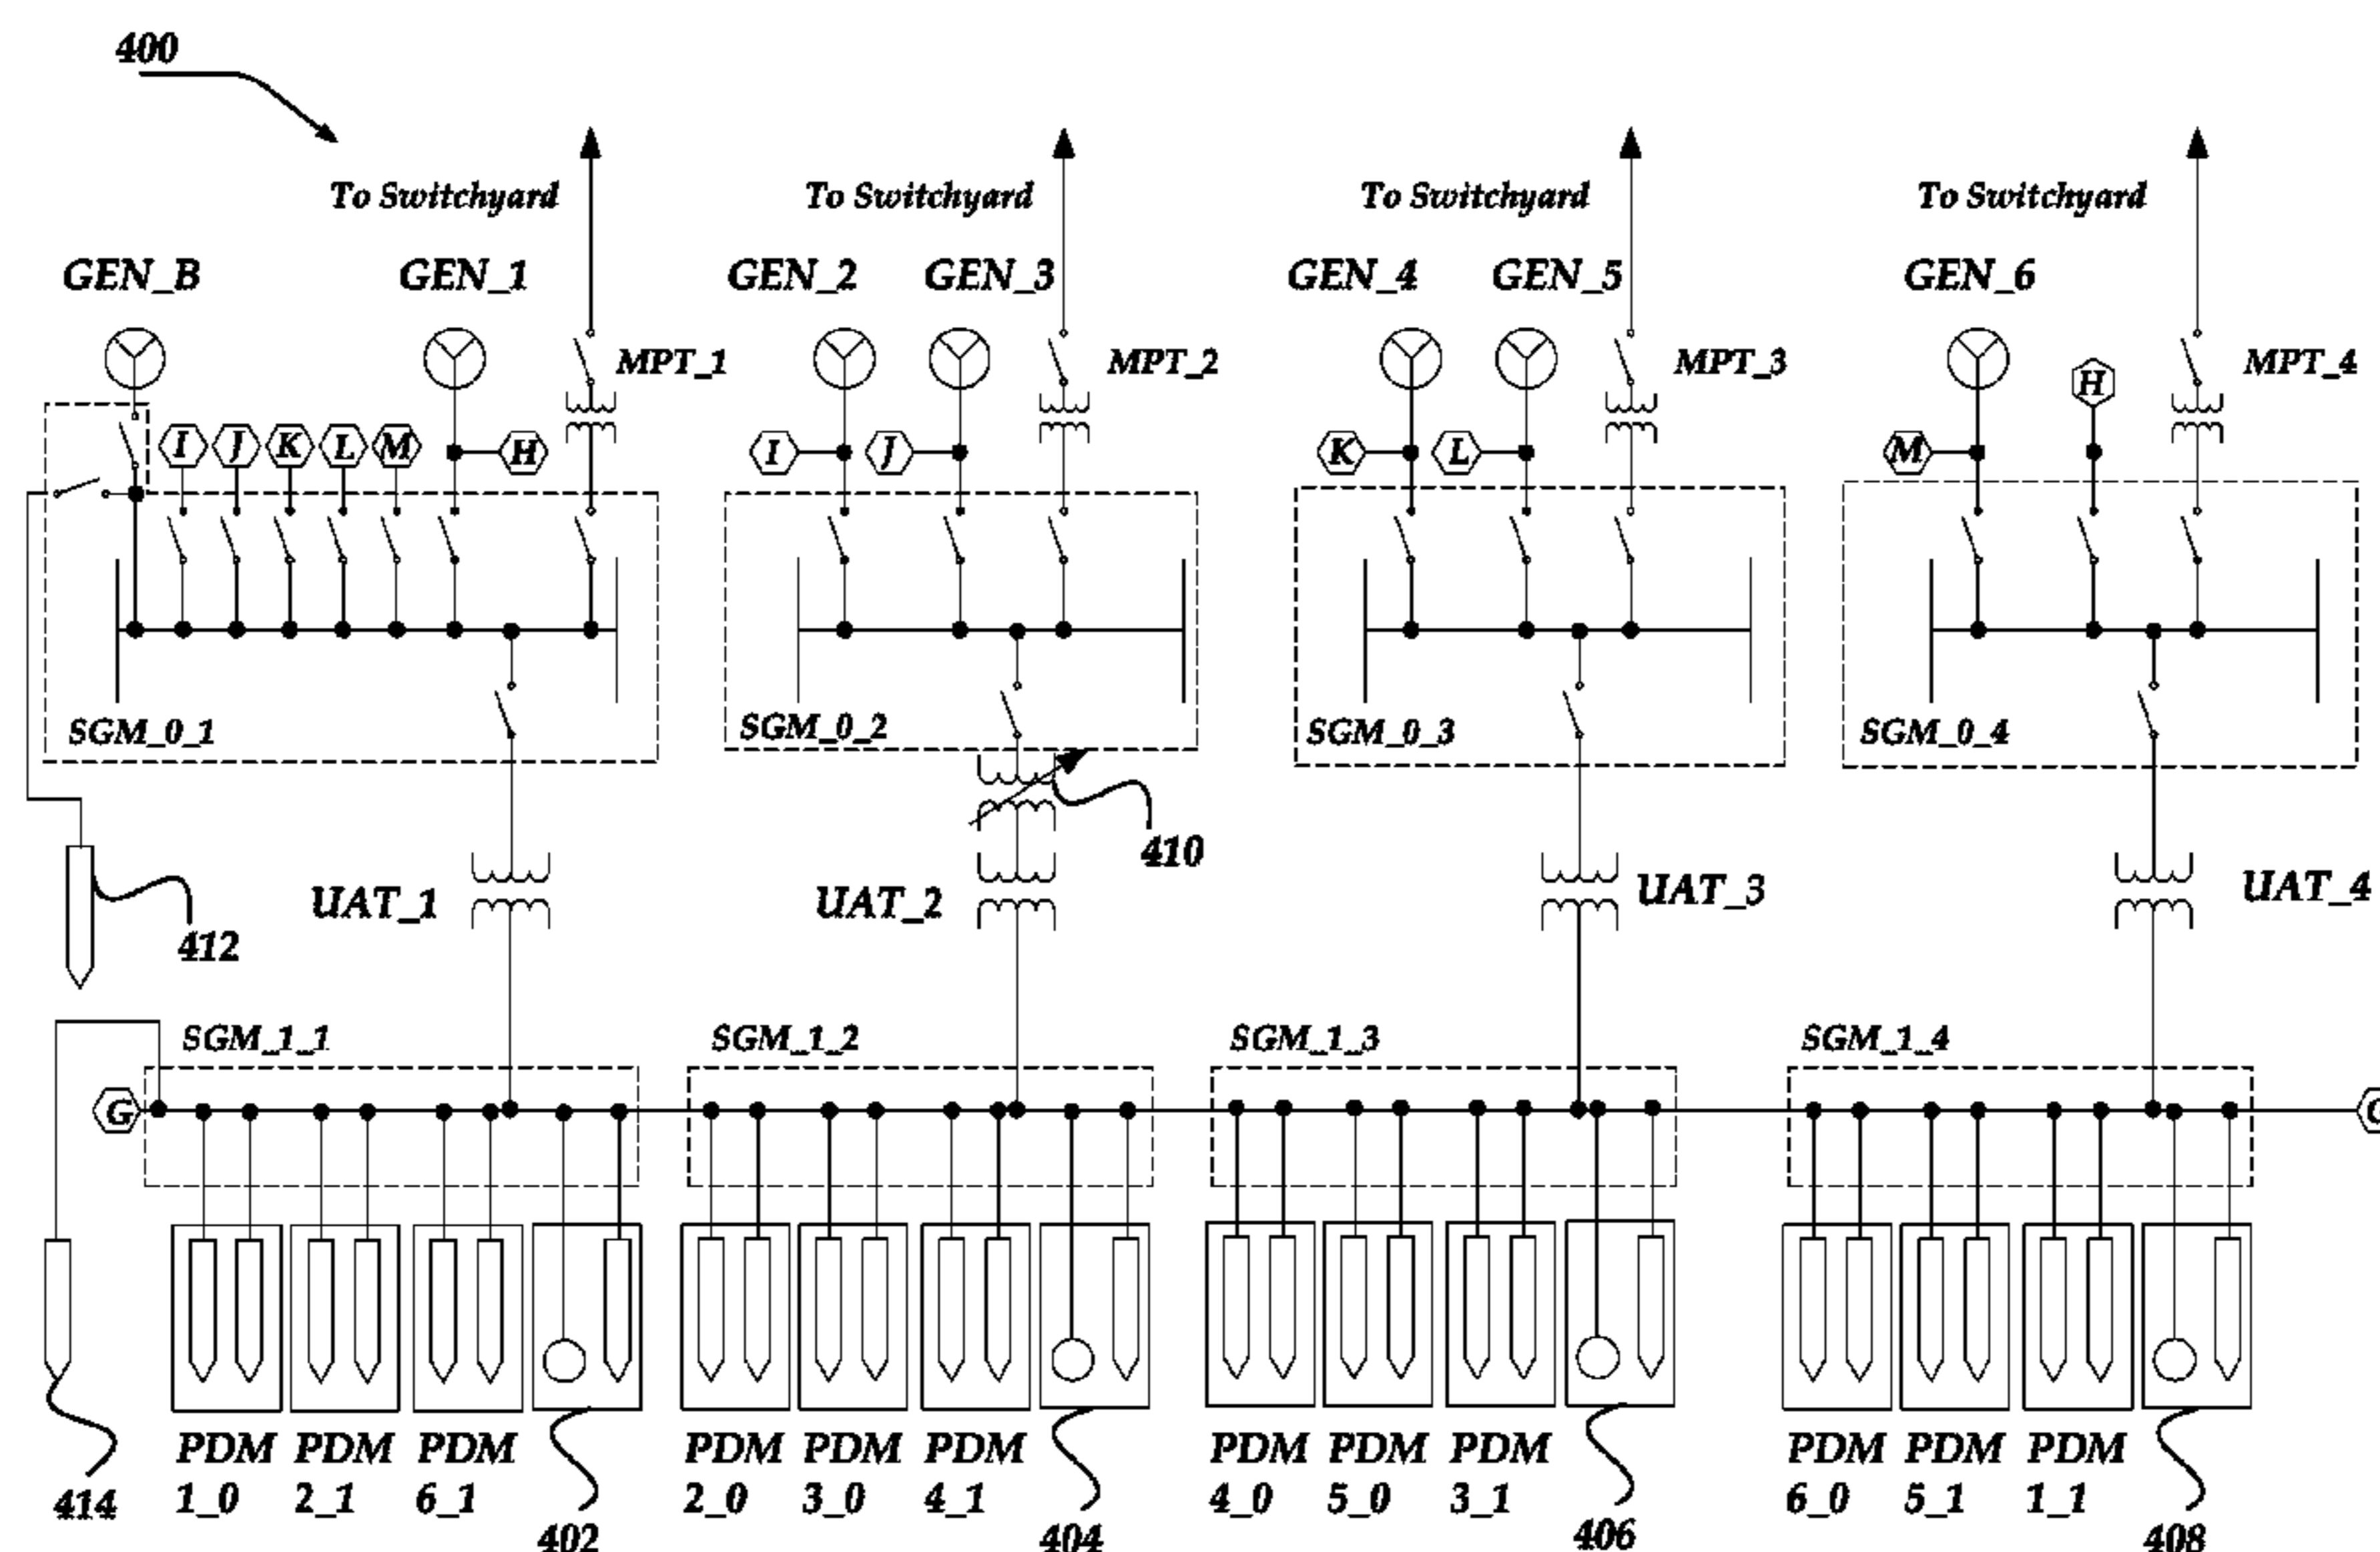 400
To Switchyard To Switchyard To Switchyard To Switchyard
GEN_B GEN_1 GEN_2 GEN_3 GEN_4 GEN_5 GEN_6
MPT_1 MPT_2 MPT_3 MPT_4
H
I J K L M H I J K L M
SGM_0_1 SGM_0_2 SGM_0_3 SGM_0_4
410
UAT_1 UAT_2 UAT_3 UAT_4
412
SGM_1_1 SGM_1_2 SGM_1_3 SGM_1_4
G
PDM PDM PDM PDM PDM PDM PDM PDM PDM PDM PDM PDM
1_0 2_1 6_1 2_0 3_0 4_1 4_0 5_0 3_1 6_0 5_1 1_1
414 402 404 406 408